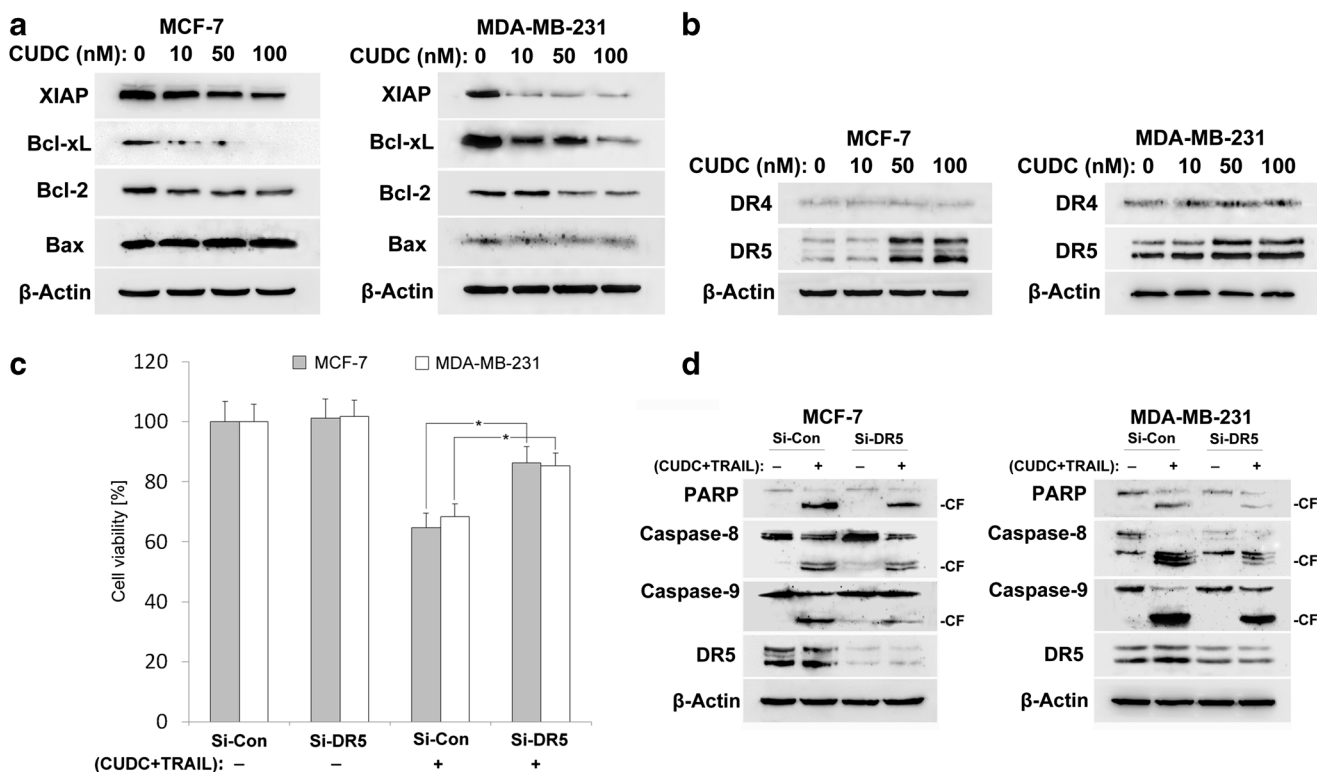 a
MCF-7
CUDC (nM): 0 10 50 100
XIAP
Bcl-xL
Bcl-2
Bax
β-Actin
MDA-MB-231
CUDC (nM): 0 10 50 100
XIAP
Bcl-xL
Bcl-2
Bax
β-Actin
b
MCF-7
CUDC (nM): 0 10 50 100
DR4
DR5
β-Actin
MDA-MB-231
CUDC (nM): 0 10 50 100
DR4
DR5
β-Actin
c
MCF-7 MDA-MB-231
Cell viability [%]
120
100
80
60
40
20
0
* *
Si-Con Si-DR5 Si-Con Si-DR5
(CUDC+TRAIL): – – + +
d
MCF-7
Si-Con Si-DR5
(CUDC+TRAIL): – + – +
PARP -CF
Caspase-8 -CF
Caspase-9 -CF
DR5
β-Actin
MDA-MB-231
Si-Con Si-DR5
(CUDC+TRAIL): – + – +
PARP -CF
Caspase-8 -CF
Caspase-9 -CF
DR5
β-Actin